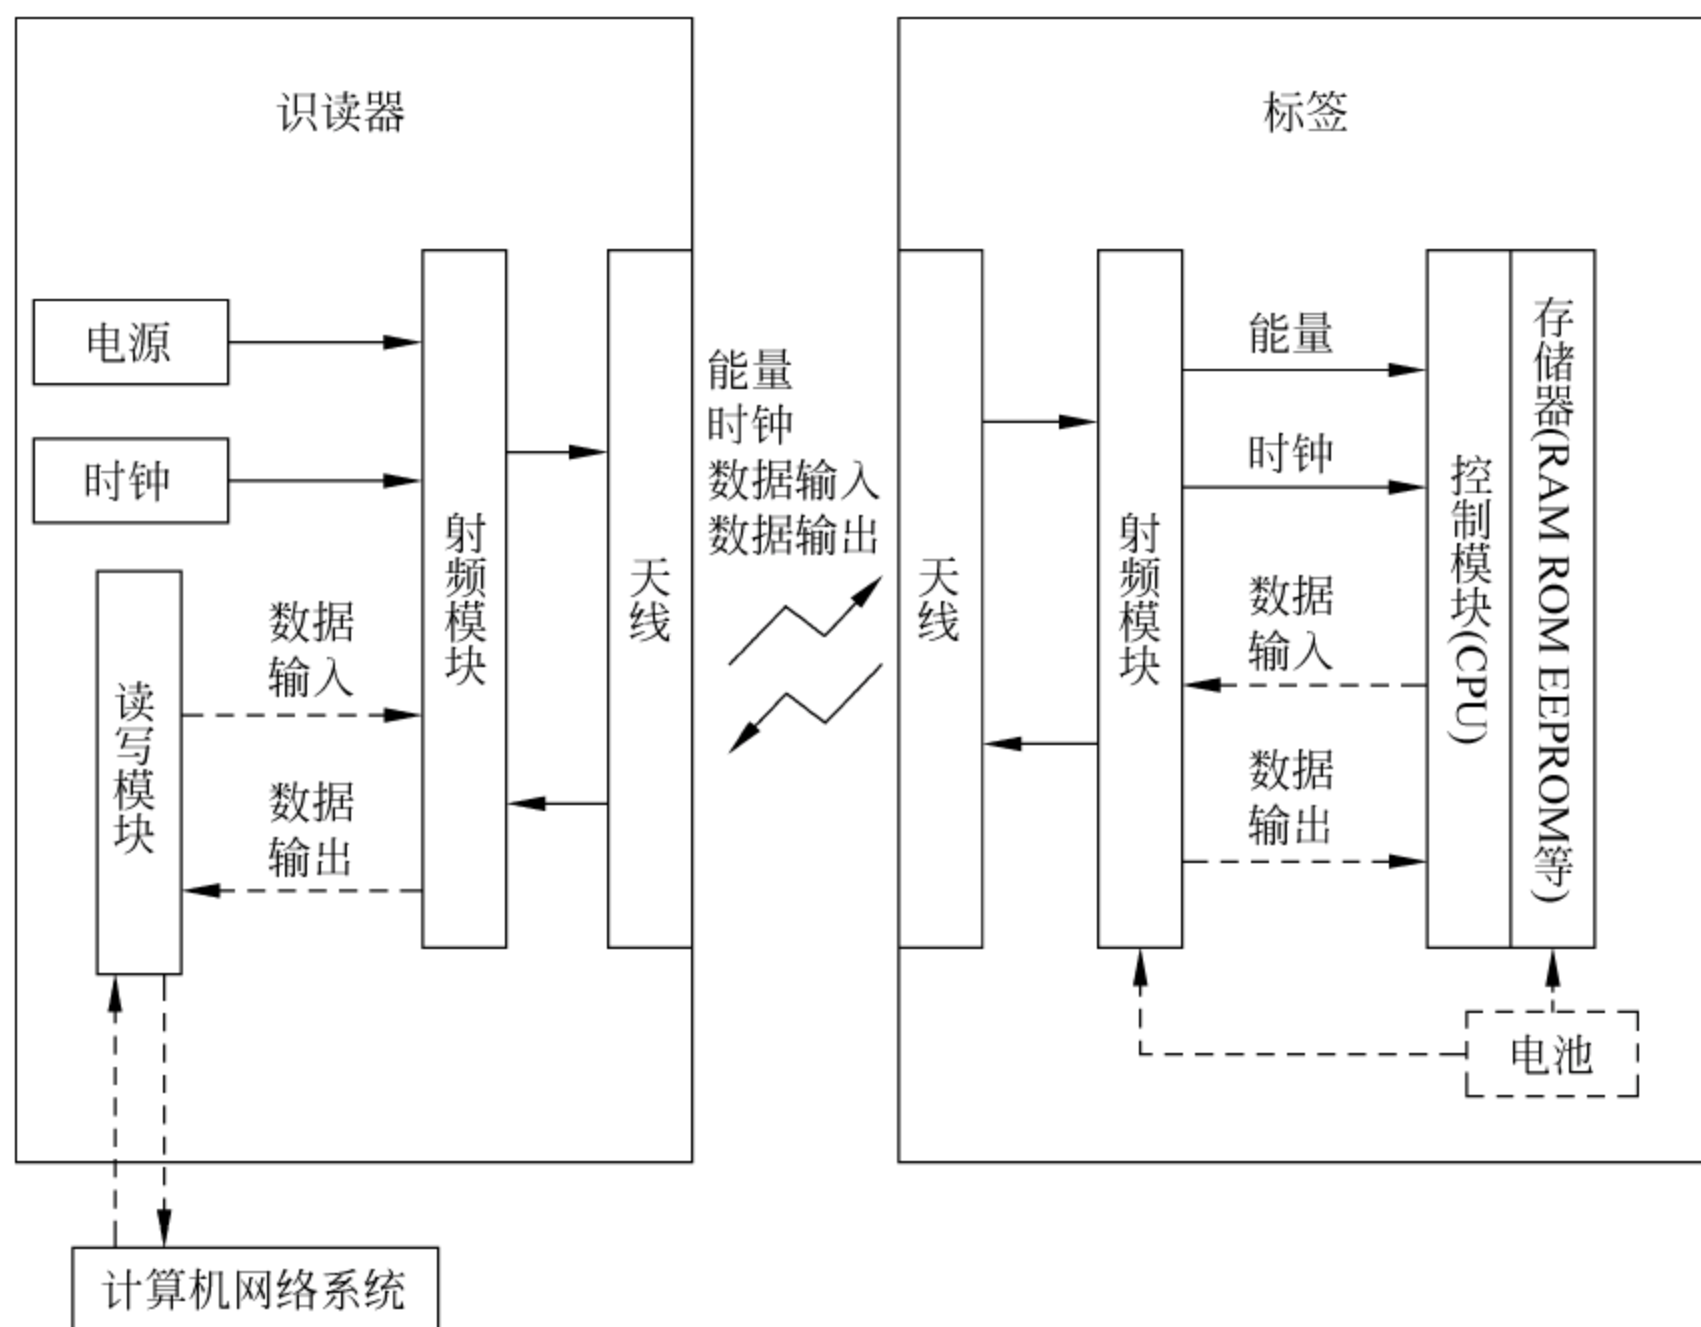 识读器
电源
时钟
读写模块
数据
输入
数据
输出
射频模块
天线
能量
时钟
数据输入
数据输出
标签
天线
射频模块
能量
时钟
数据
输入
数据
输出
控制模块(CPU)
存储器(RAM ROM EEPROM等)
电池
计算机网络系统